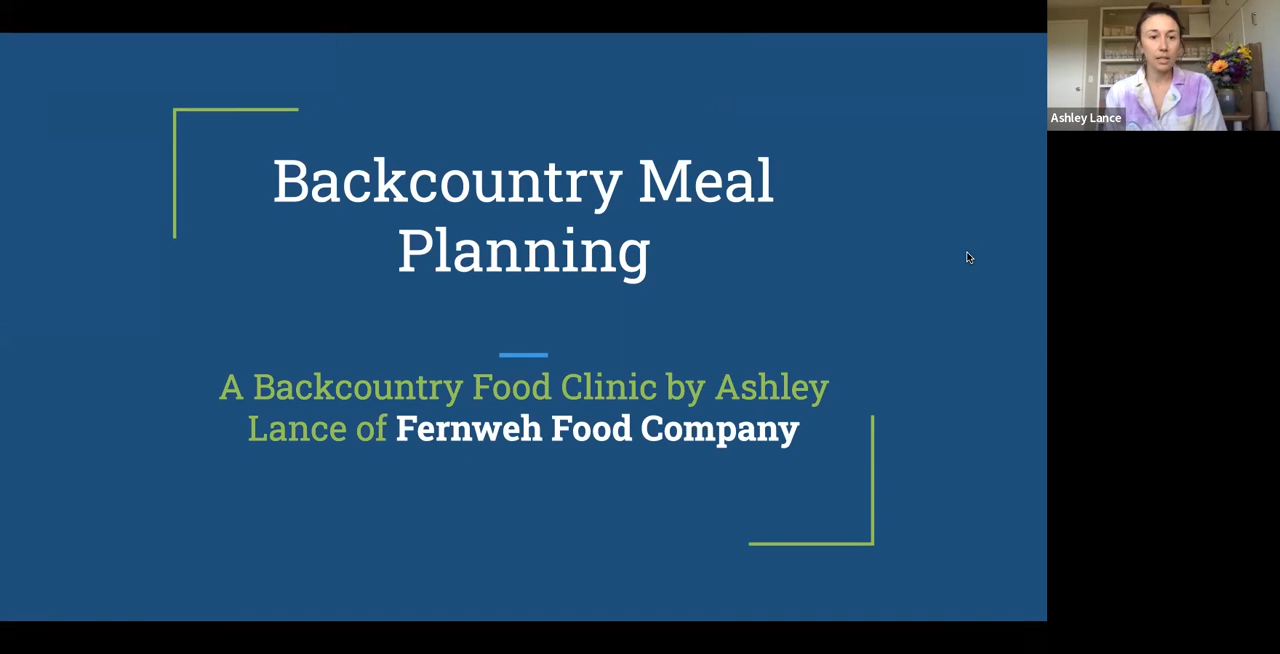 Backcountry Meal
Planning
A Backcountry Food Clinic by Ashley
Lance of Fernweh Food Company
Ashley Lance